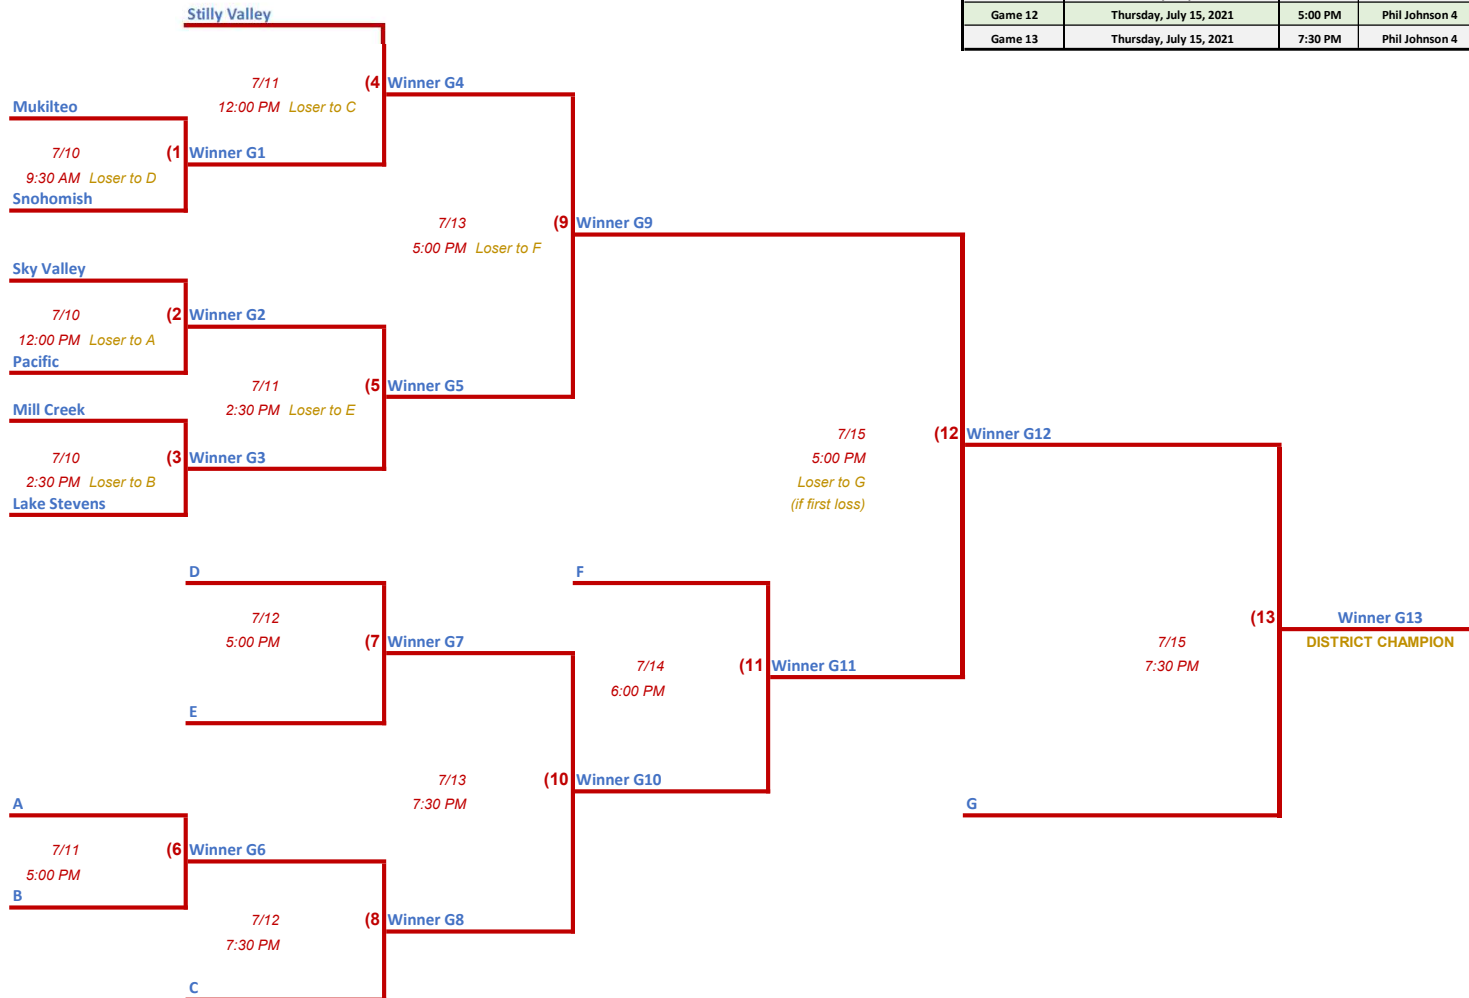 Stilly Valley
Game 12 Thursday, July 15, 2021 5:00 PM Phil Johnson 4
Game 13 Thursday, July 15, 2021 7:30 PM Phil Johnson 4
7/11 (4 Winner G4
12:00 PM Loser to C
Mukilteo
7/10 (1 Winner G1
9:30 AM Loser to D
Snohomish
7/13 (9 Winner G9
5:00 PM Loser to F
Sky Valley
7/10 (2 Winner G2
12:00 PM Loser to A
Pacific
7/11 (5 Winner G5
2:30 PM Loser to E
Mill Creek
7/10 (3 Winner G3
2:30 PM Loser to B
Lake Stevens
7/15 (12 Winner G12
5:00 PM
Loser to G
(if first loss)
D
7/12
5:00 PM (7 Winner G7
E
F
7/14 (11 Winner G11
6:00 PM
(13 Winner G13
7/15 DISTRICT CHAMPION
7:30 PM
7/13 (10 Winner G10
7:30 PM
A
7/11 (6 Winner G6
5:00 PM
B
G
7/12 (8 Winner G8
7:30 PM
C